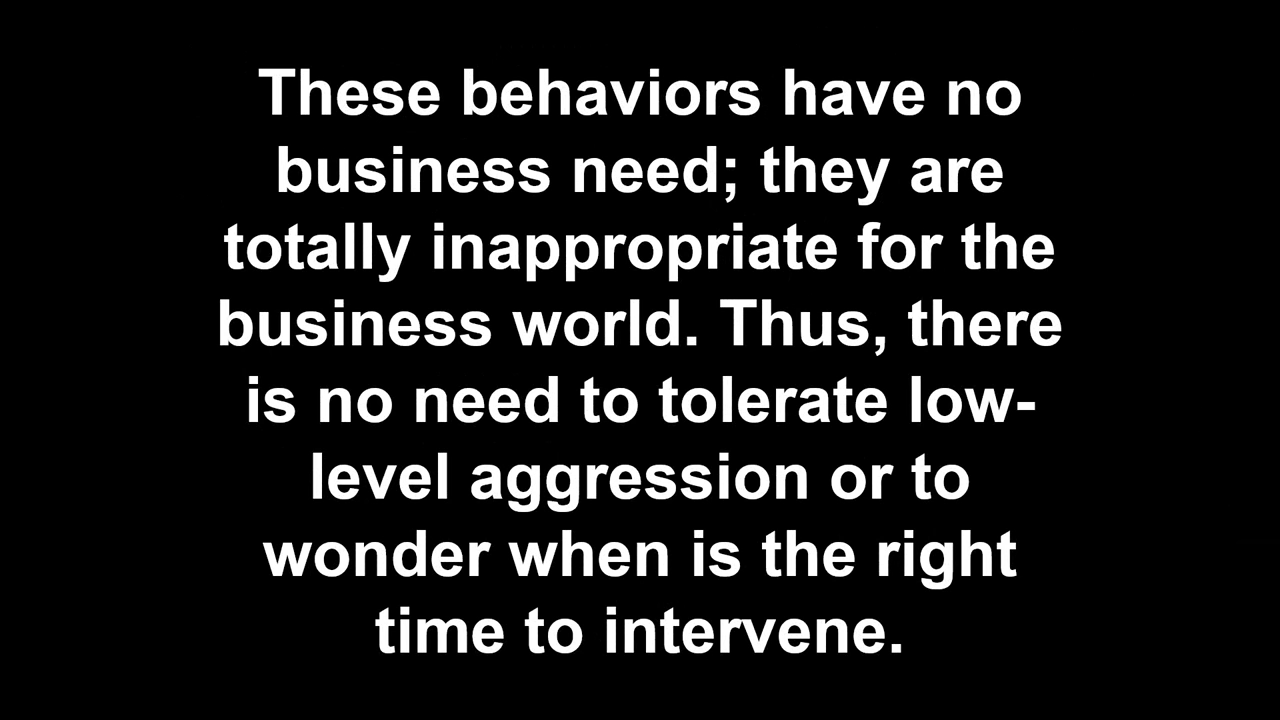 These behaviors have no
business need; they are
totally inappropriate for the
business world. Thus, there
is no need to tolerate low-
level aggression or to
wonder when is the right
time to intervene.